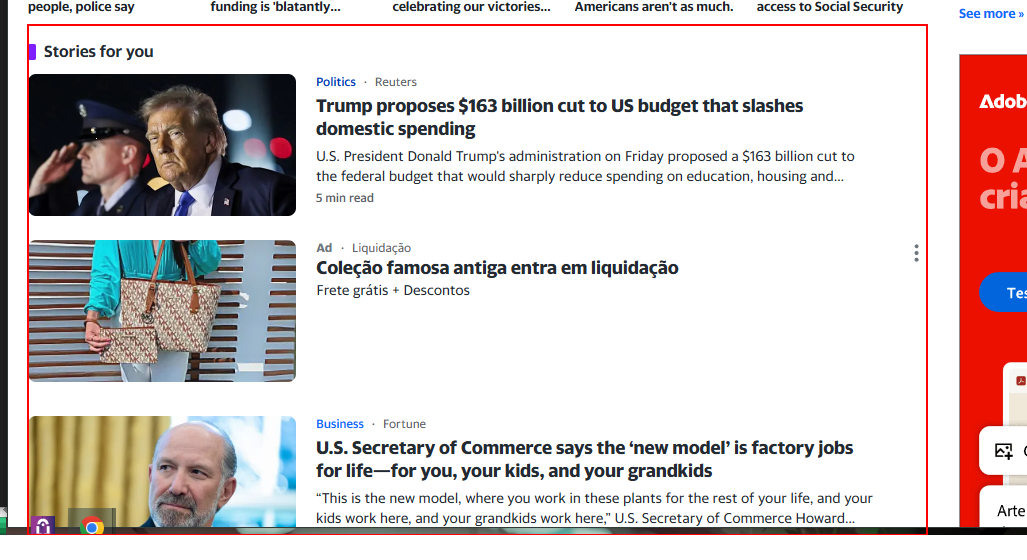 people, police say
funding is 'blatantly...
celebrating our victories...
Americans aren't as much.
access to Social Security
See more »
Stories for you
Politics · Reuters
Trump proposes $163 billion cut to US budget that slashes
domestic spending
U.S. President Donald Trump's administration on Friday proposed a $163 billion cut to
the federal budget that would sharply reduce spending on education, housing and...
5 min read
Ad · Liquidação
Coleção famosa antiga entra em liquidação
Frete grátis + Descontos
Business · Fortune
U.S. Secretary of Commerce says the ‘new model’ is factory jobs
for life—for you, your kids, and your grandkids
“This is the new model, where you work in these plants for the rest of your life, and your
kids work here, and your grandkids work here,” U.S. Secretary of Commerce Howard...
Adob
O A
cria
Tes
Arte